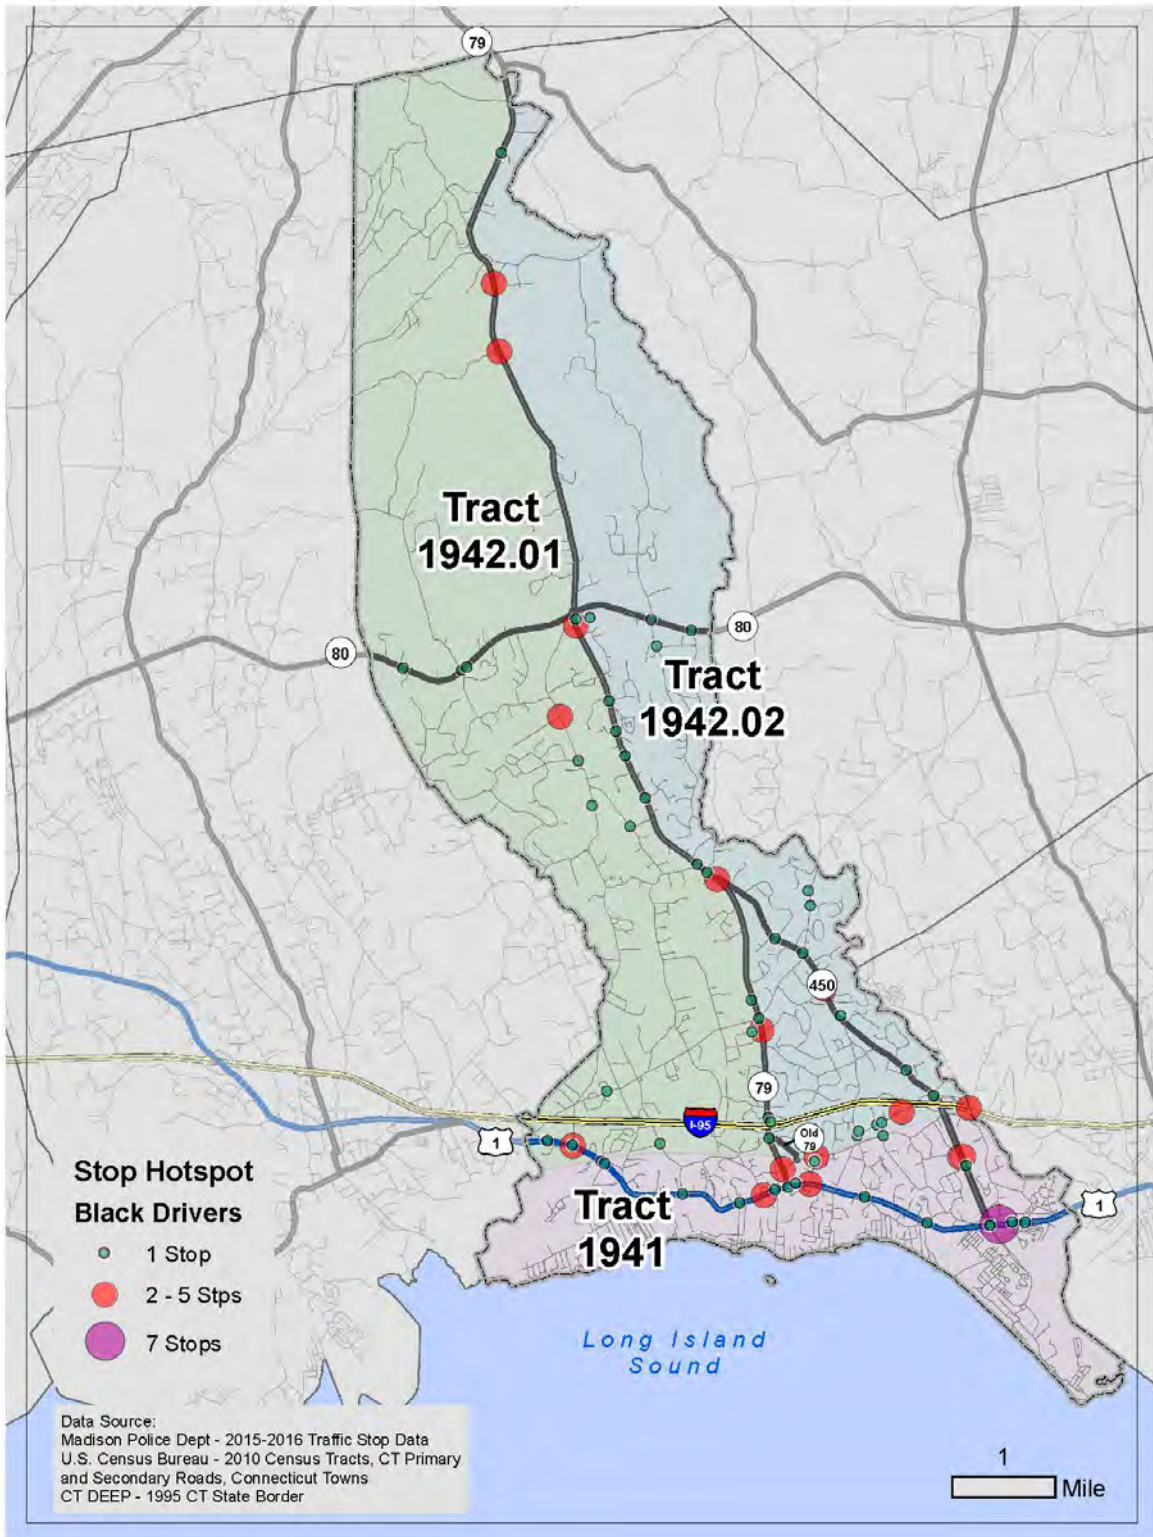 79
Tract
1942.01
80
80
Tract
1942.02
450
79
I-95
Old
79
1
1
Tract
1941
Stop Hotspot
Black Drivers
1 Stop
2 - 5 Stps
7 Stops
Long Island
Sound
Data Source:
Madison Police Dept - 2015-2016 Traffic Stop Data
U.S. Census Bureau - 2010 Census Tracts, CT Primary
and Secondary Roads, Connecticut Towns
CT DEEP - 1995 CT State Border
1
Mile